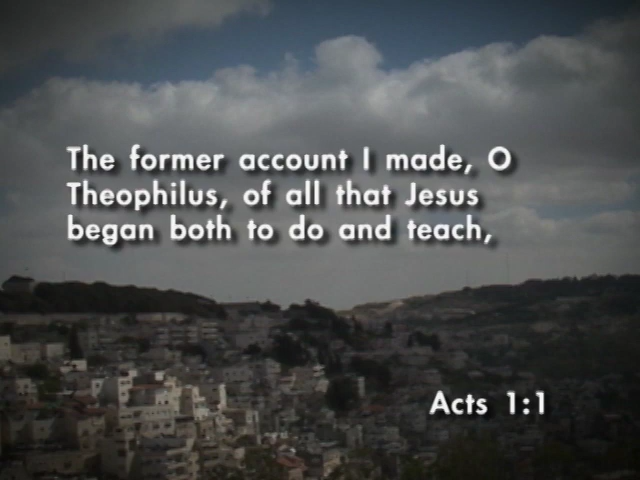 The former account I made, O
Theophilus, of all that Jesus
began both to do and teach,
Acts 1:1